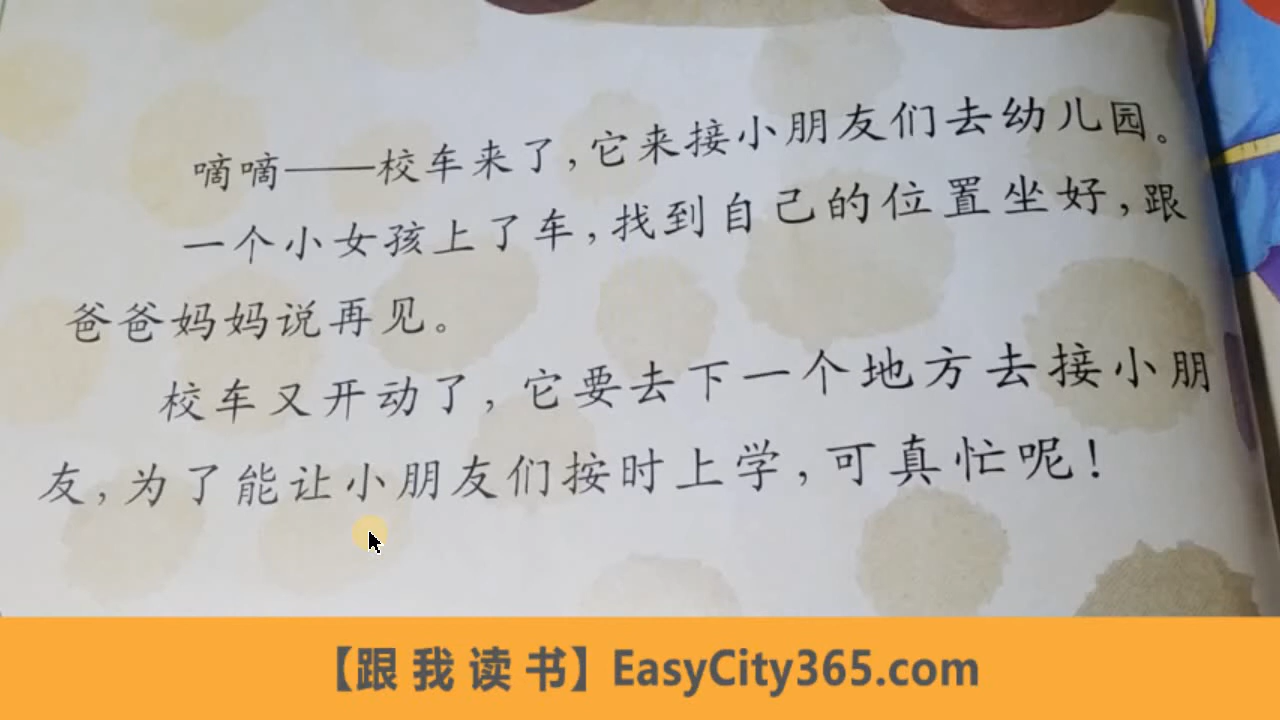 嘀嘀——校车来了,它来接小朋友们去幼儿园。
一个小女孩上了车,找到自己的位置坐好,跟
爸爸妈妈说再见。
校车又开动了,它要去下一个地方去接小朋
友,为了能让小朋友们按时上学,可真忙呢!
【跟我读书】EasyCity365.com